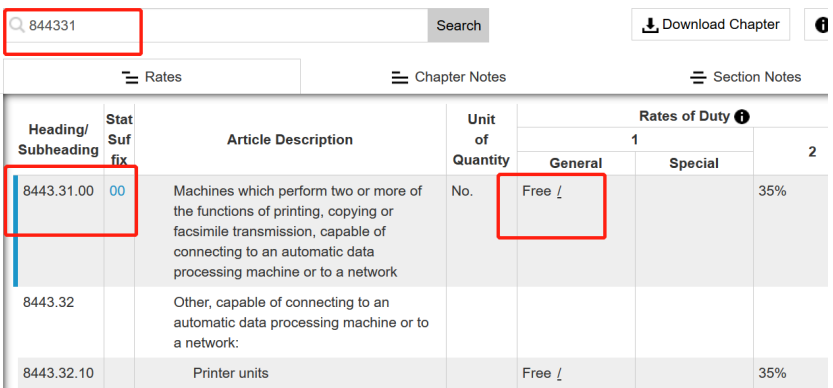 844331 Search Download Chapter
Rates Chapter Notes Section Notes
Heading/
Subheading
Stat
Suf
fix
Article Description
Unit
of
Quantity
Rates of Duty
1
2
General Special
8443.31.00 00 Machines which perform two or more of No. Free / 35%
the functions of printing, copying or
facsimile transmission, capable of
connecting to an automatic data
processing machine or to a network
8443.32 Other, capable of connecting to an
automatic data processing machine or to
a network:
8443.32.10 Printer units Free / 35%